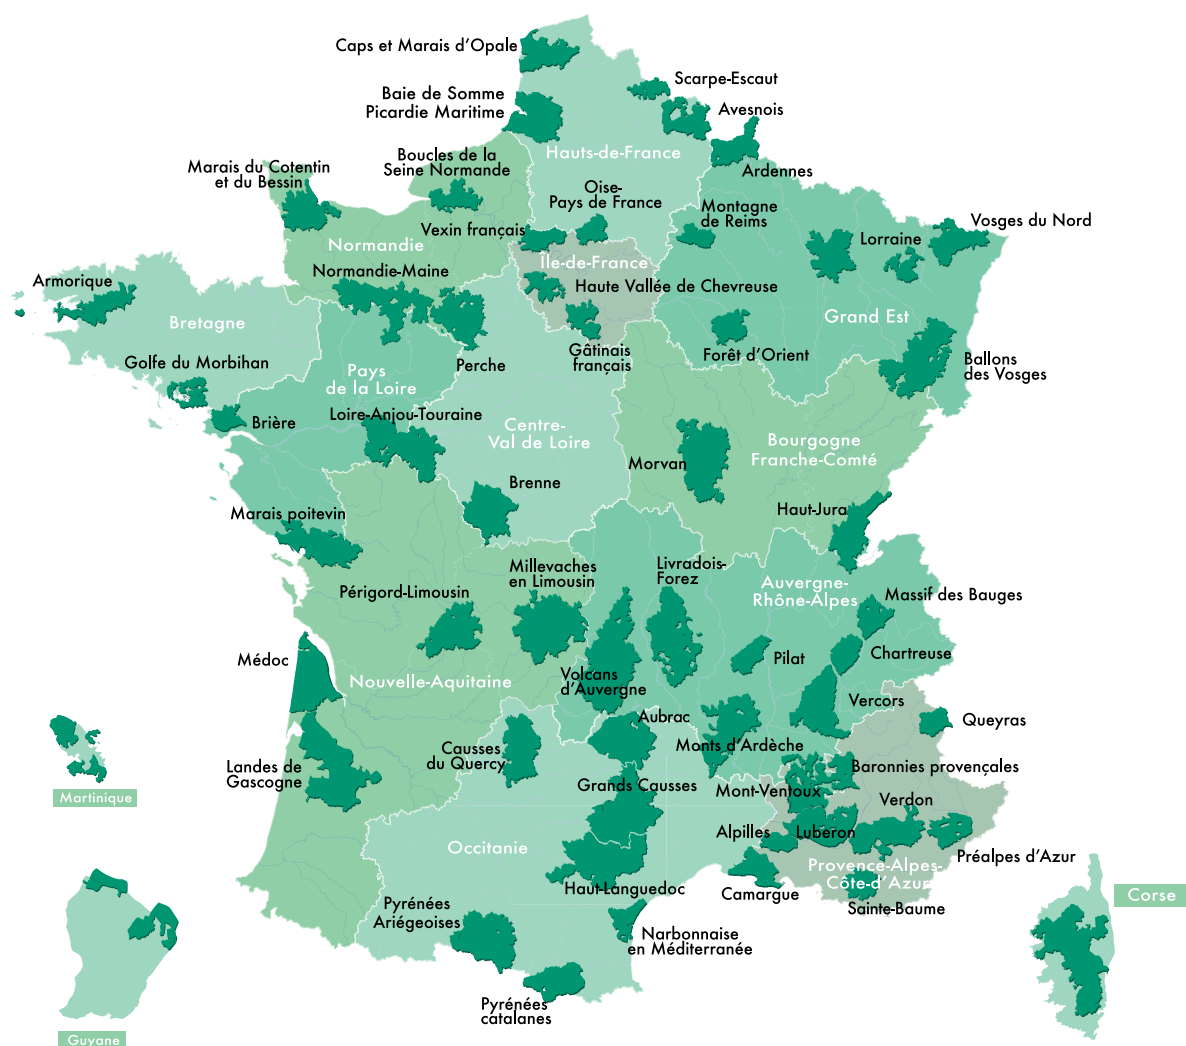 Caps et Marais d’Opale
Scarpe-Escaut
Baie de Somme
Picardie Maritime
Avesnois
Hauts-de-France
Boucles de la
Seine Normande
Marais du Cotentin
et du Bessin
Ardennes
Oise-
Pays de France
Montagne
de Reims
Vosges du Nord
Vexin français
Lorraine
Normandie
Île-de-France
Normandie-Maine
Armorique
Haute Vallée de Chevreuse
Grand Est
Bretagne
Golfe du Morbihan
Perche
Gâtinais
français
Forêt d’Orient
Ballons
des Vosges
Pays
de la Loire
Loire-Anjou-Touraine
Brière
Centre-
Val de Loire
Bourgogne
Franche-Comté
Morvan
Brenne
Marais poitevin
Haut-Jura
Millevaches
en Limousin
Livradois-
Forez
Auvergne-
Rhône-Alpes
Périgord-Limousin
Massif des Bauges
Médoc
Pilat
Chartreuse
Nouvelle-Aquitaine
Volcans
d’Auvergne
Vercors
Aubrac
Queyras
Causses
du Quercy
Monts d’Ardèche
Landes de
Gascogne
Baronnies provençales
Grands Causses
Mont-Ventoux
Martinique
Verdon
Alpilles
Luberon
Occitanie
Préalpes d’Azur
Provence-Alpes-
Côte-d’Azur
Haut-Languedoc
Camargue
Sainte-Baume
Corse
Pyrénées
Ariégeoises
Narbonnaise
en Méditerranée
Pyrénées
catalanes
Guyane